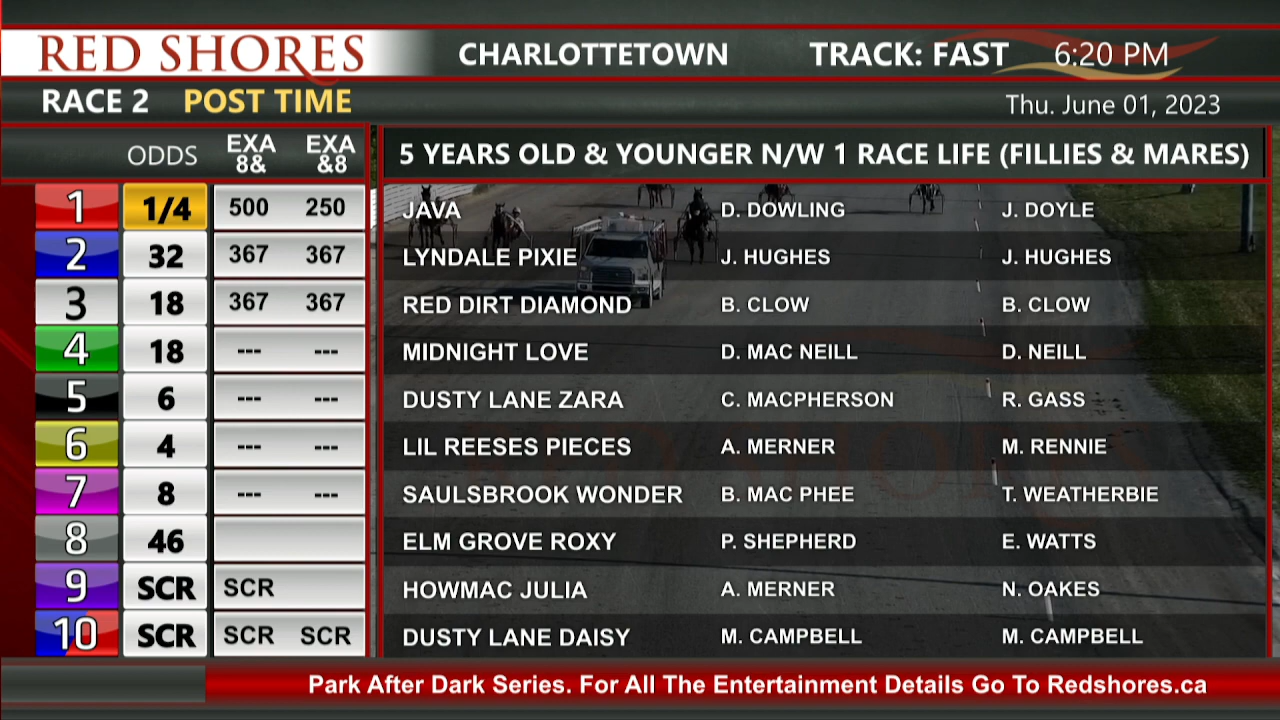 RED SHORES CHARLOTTETOWN TRACK: FAST 6:20 PM
RACE 2 POST TIME Thu. June 01, 2023
ODDS EXA 8& EXA &8 5 YEARS OLD & YOUNGER N/W 1 RACE LIFE (FILLIES & MARES)
1 1/4 500 250 JAVA D. DOWLING J. DOYLE
2 32 367 367 LYNDALE PIXIE J. HUGHES J. HUGHES
3 18 367 367 RED DIRT DIAMOND B. CLOW B. CLOW
4 18 --- --- MIDNIGHT LOVE D. MAC NEILL D. NEILL
5 6 --- --- DUSTY LANE ZARA C. MACPHERSON R. GASS
6 4 --- --- LIL REESES PIECES A. MERNER M. RENNIE
7 8 --- --- SAULSBROOK WONDER B. MAC PHEE T. WEATHERBIE
8 46 ELM GROVE ROXY P. SHEPHERD E. WATTS
9 SCR SCR HOWMAC JULIA A. MERNER N. OAKES
10 SCR SCR SCR DUSTY LANE DAISY M. CAMPBELL M. CAMPBELL
Park After Dark Series. For All The Entertainment Details Go To Redshores.ca